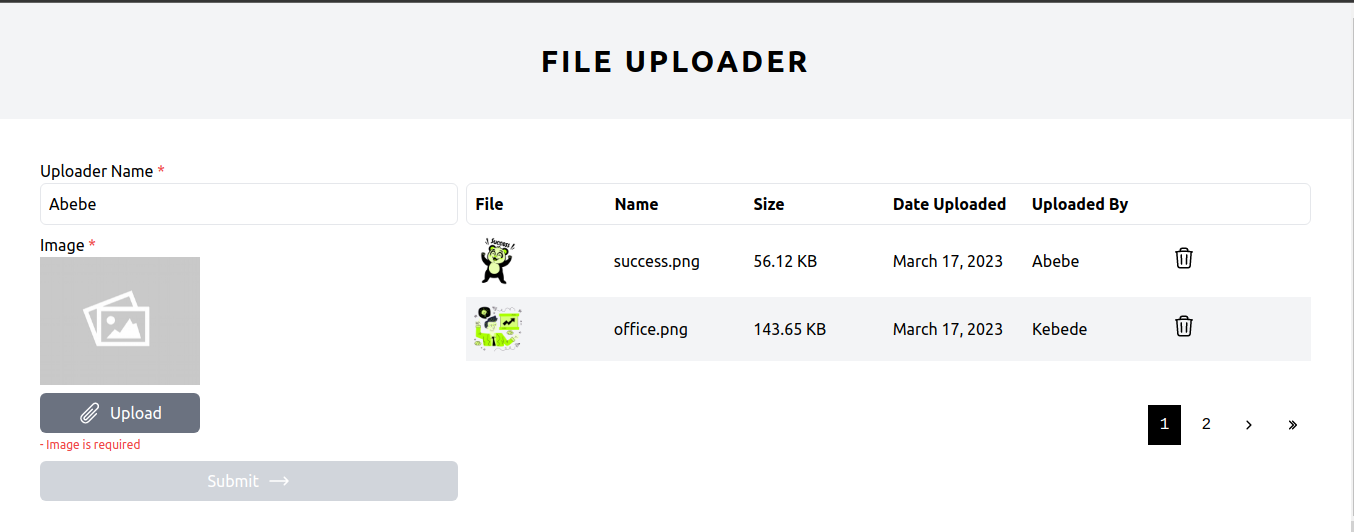 FILE UPLOADER
Uploader Name *
Abebe
Image *
Upload
- Image is required
Submit
File Name Size Date Uploaded Uploaded By
Success
success.png 56.12 KB March 17, 2023 Abebe
office.png 143.65 KB March 17, 2023 Kebede
1 2 › »